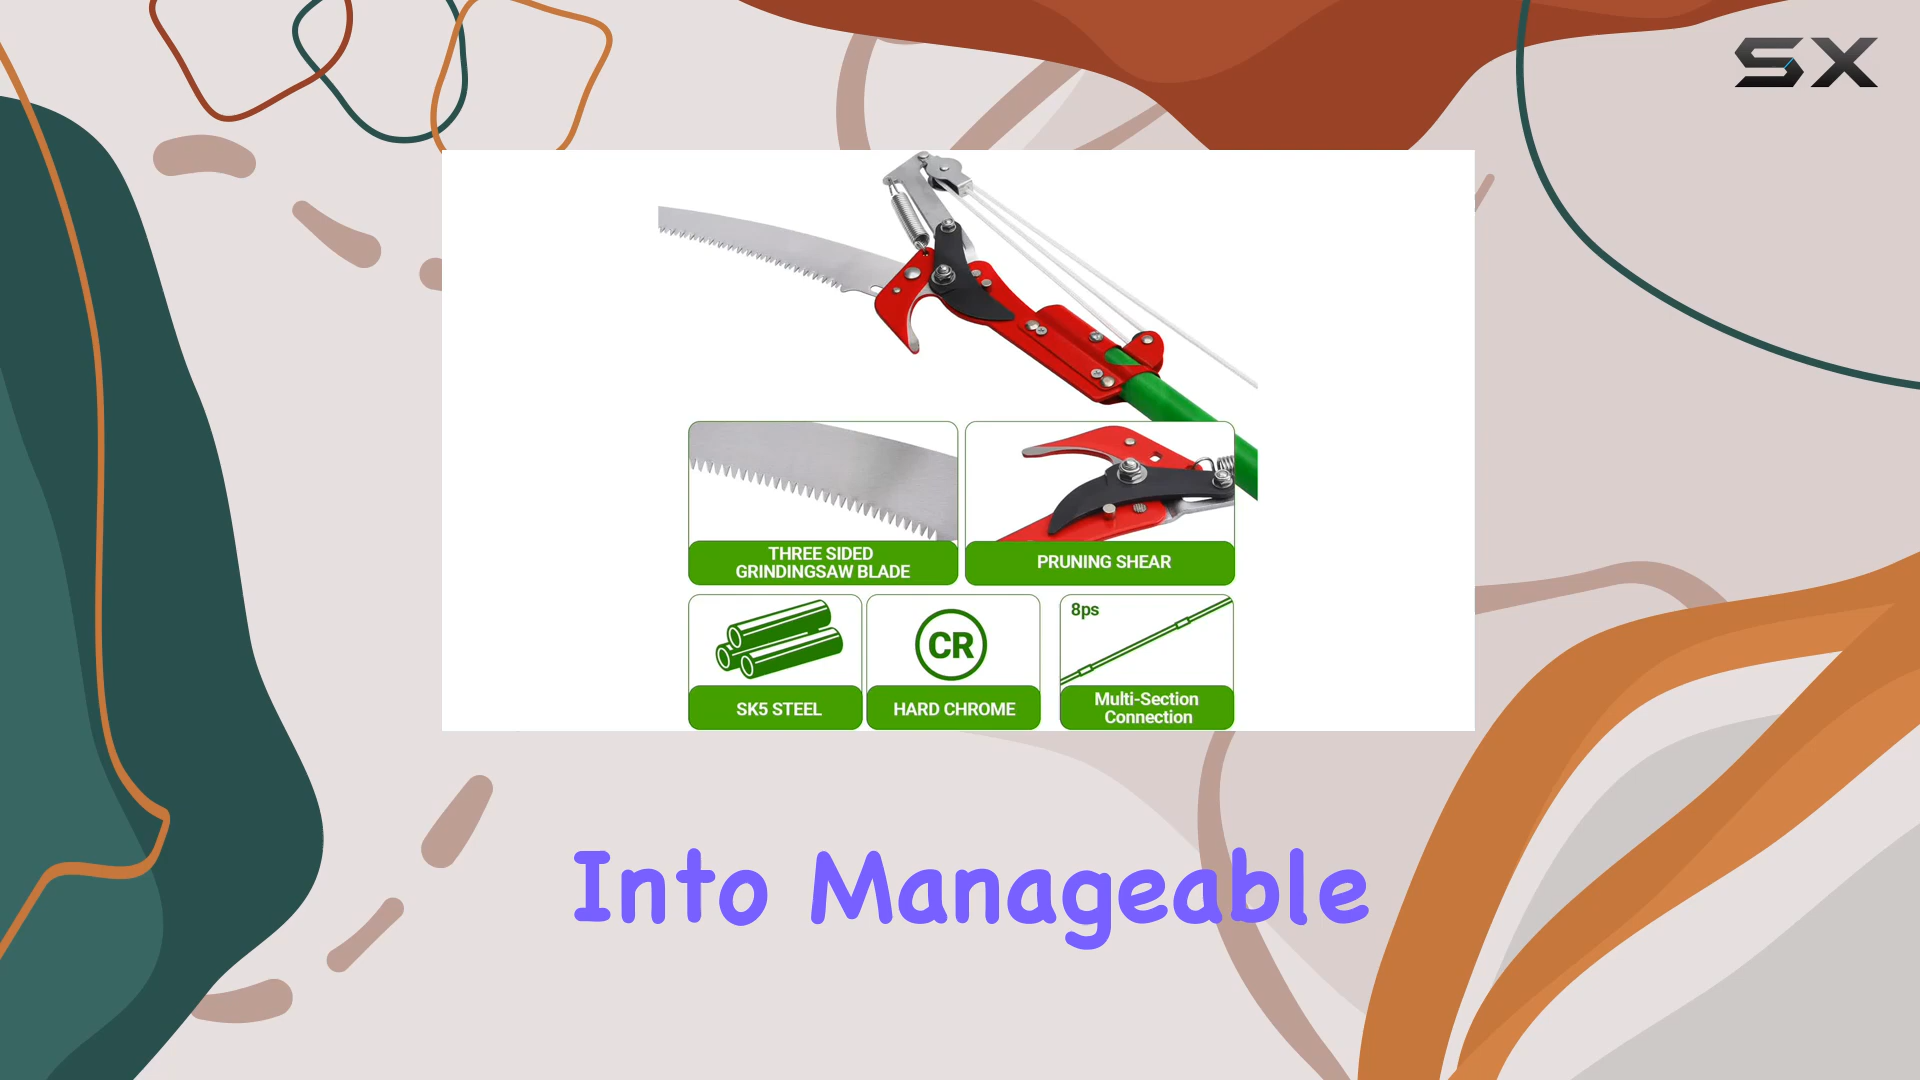 SX
THREE SIDED
GRINDINGSAW BLADE
PRUNING SHEAR
SK5 STEEL
CR
HARD CHROME
8ps
Multi-Section
Connection
Into Manageable